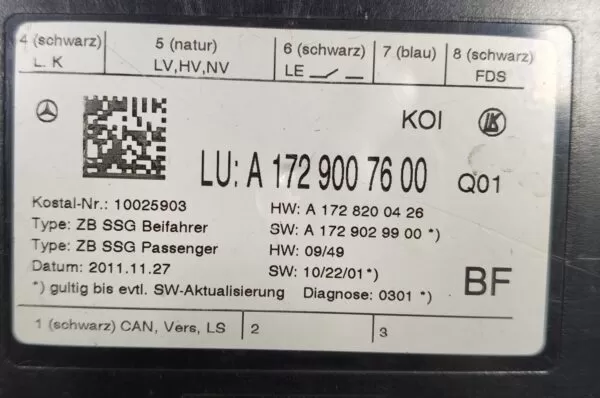 4 (schwarz) 5 (natur) 6 (schwarz) 7 (blau) 8 (schwarz)
L. K LV,HV,NV LE FDS
KOI
LU: A 172 900 76 00 Q01
Kostal-Nr.: 10025903 HW: A 172 820 04 26
Type: ZB SSG Beifahrer SW: A 172 902 99 00 *)
Type: ZB SSG Passenger HW: 09/49
Datum: 2011.11.27 SW: 10/22/01 *)
*) gultig bis evtl. SW-Aktualisierung Diagnose: 0301 *)
BF
1 (schwarz) CAN, Vers, LS 2 3